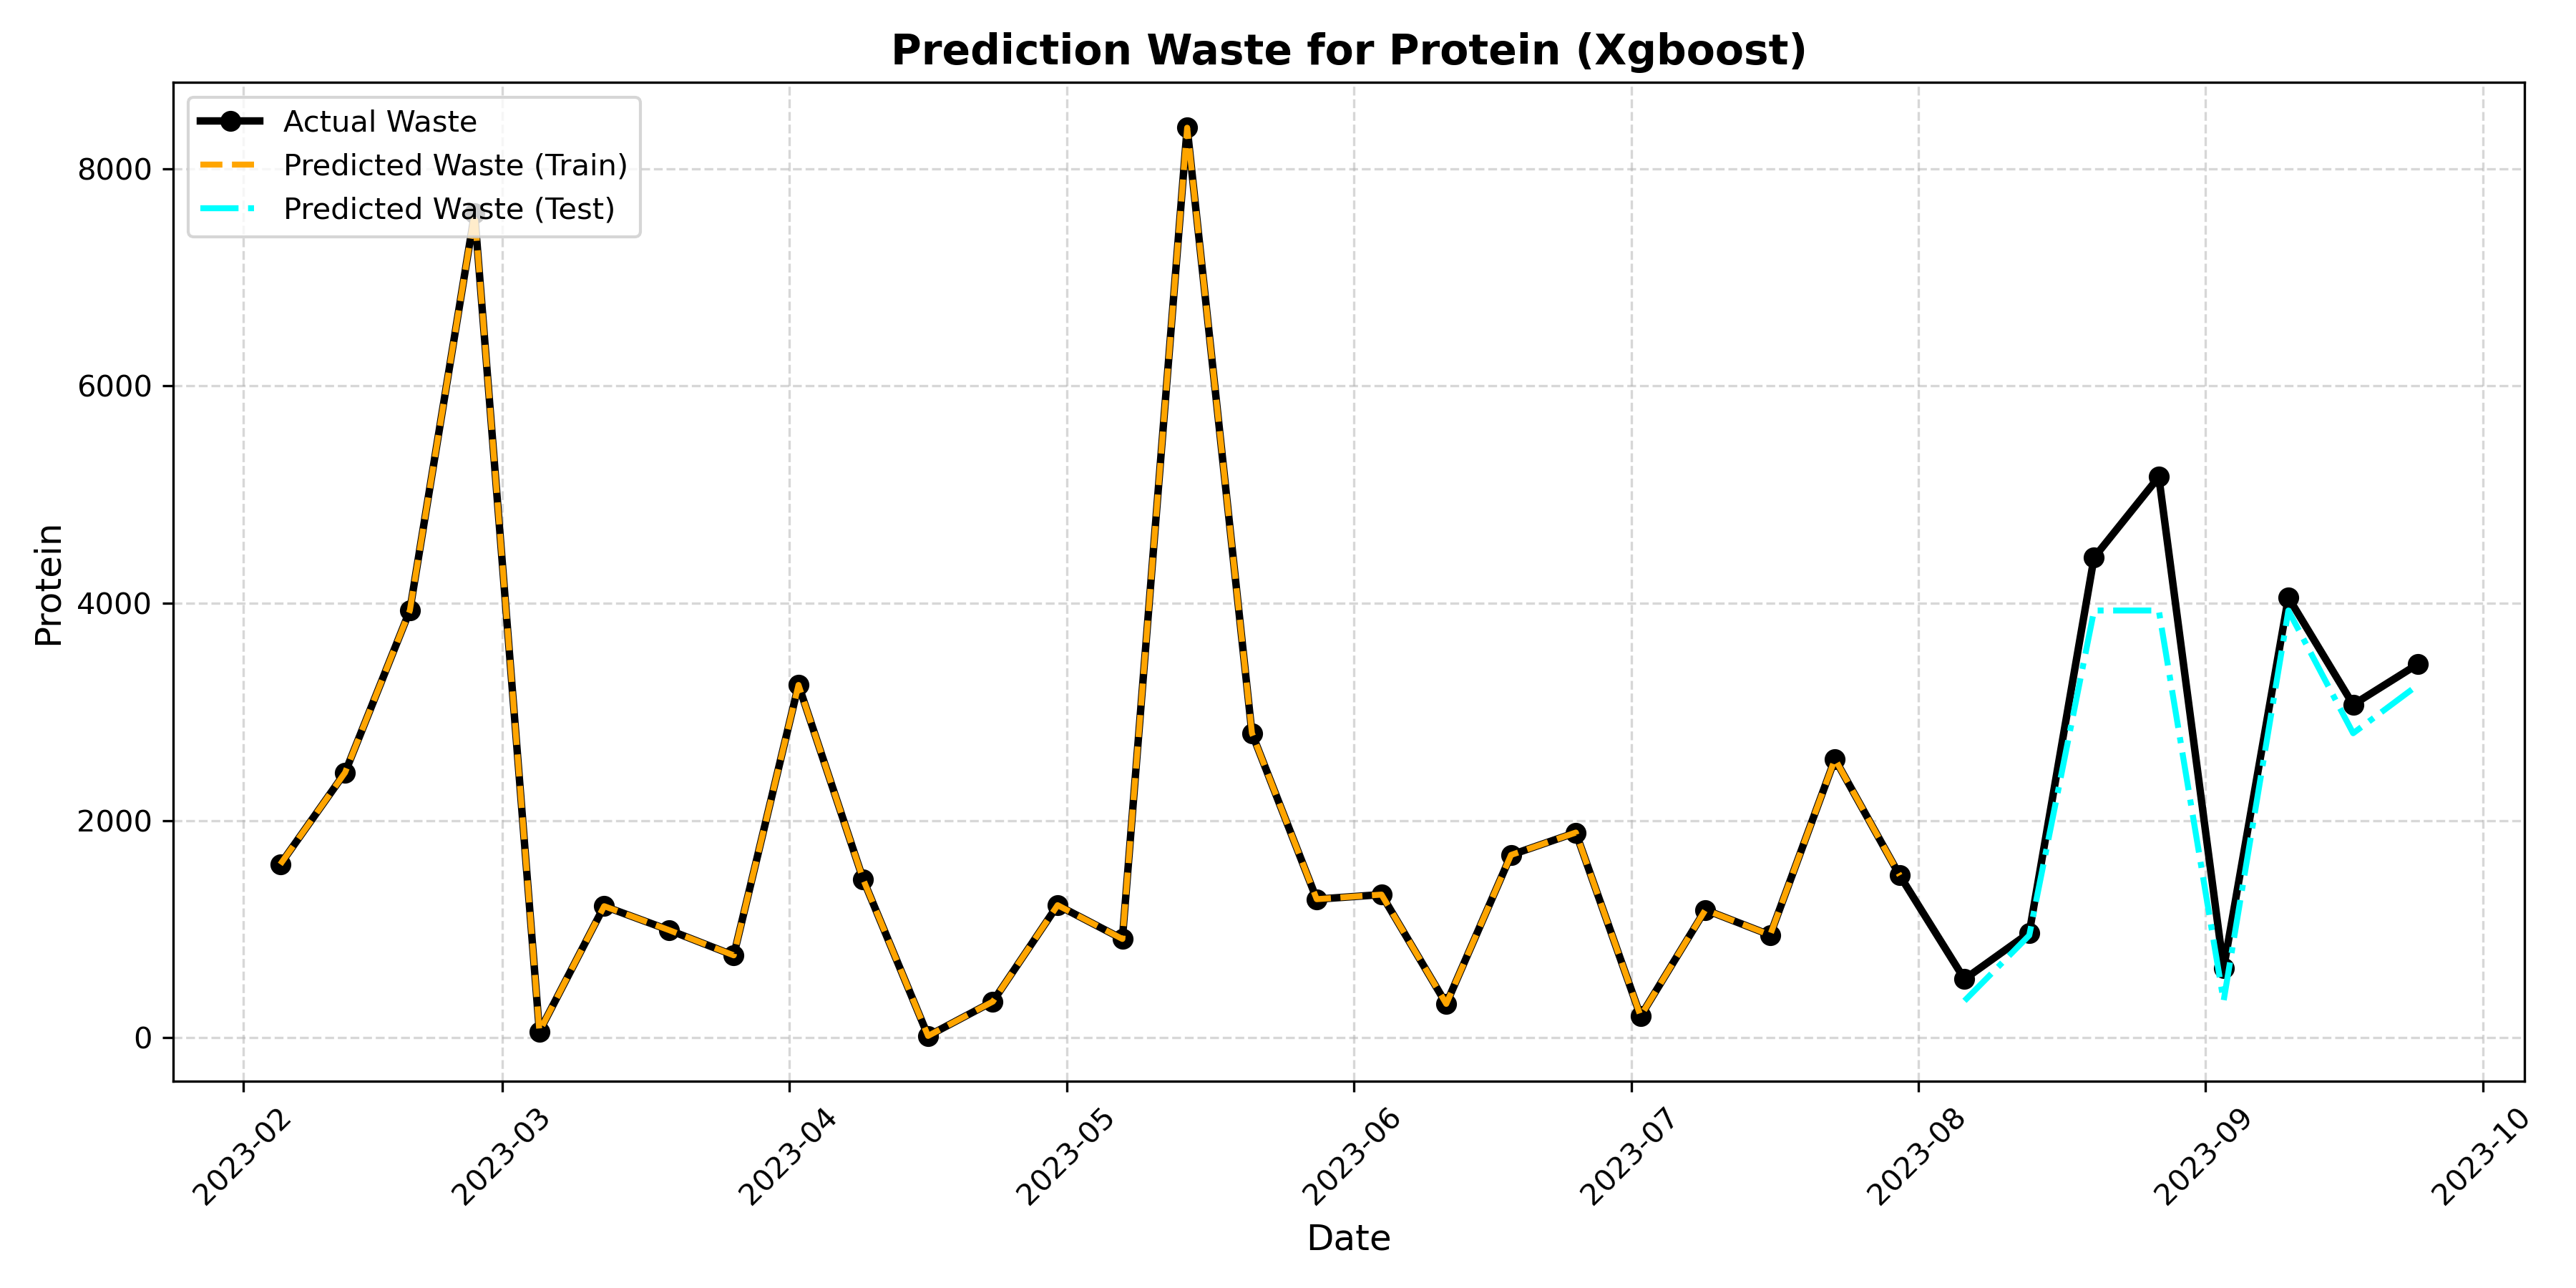 Prediction Waste for Protein (Xgboost)
Actual Waste
Predicted Waste (Train)
Predicted Waste (Test)
Protein
8000
6000
4000
2000
0
2023-02
2023-03
2023-04
2023-05
2023-06
2023-07
2023-08
2023-09
2023-10
Date